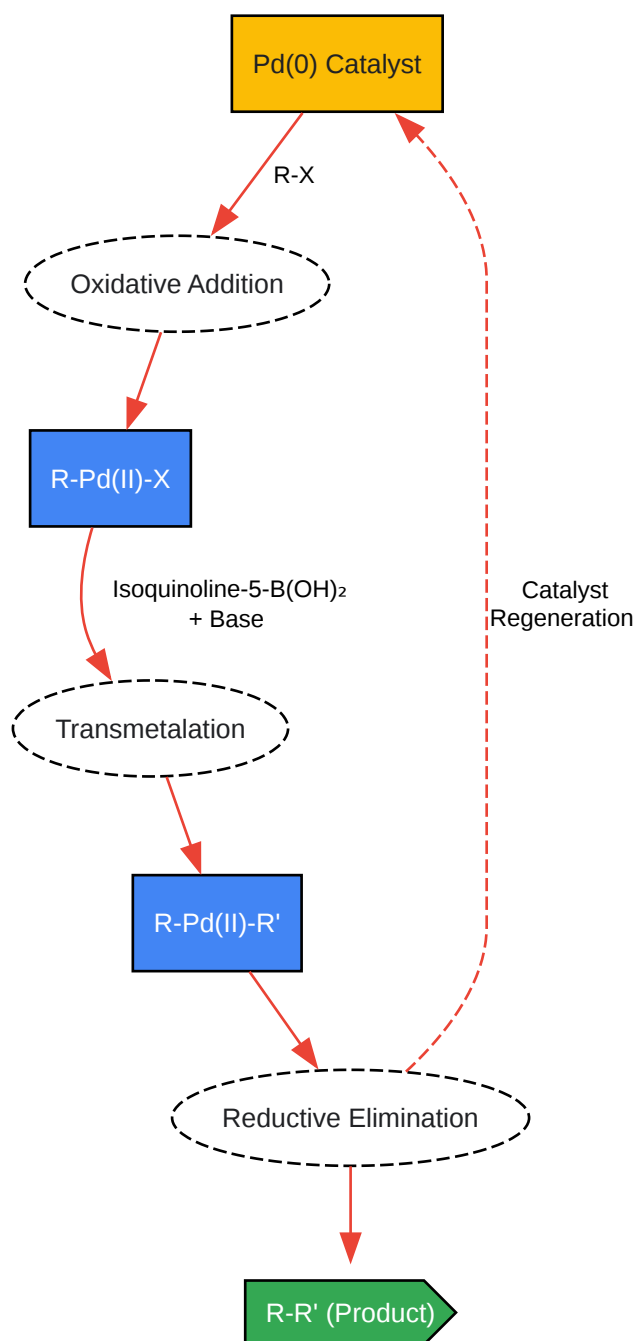 Pd(0) Catalyst
R-X
Oxidative Addition
R-Pd(II)-X
Isoquinoline-5-B(OH)₂
+ Base
Catalyst
Regeneration
Transmetalation
R-Pd(II)-R'
Reductive Elimination
R-R' (Product)